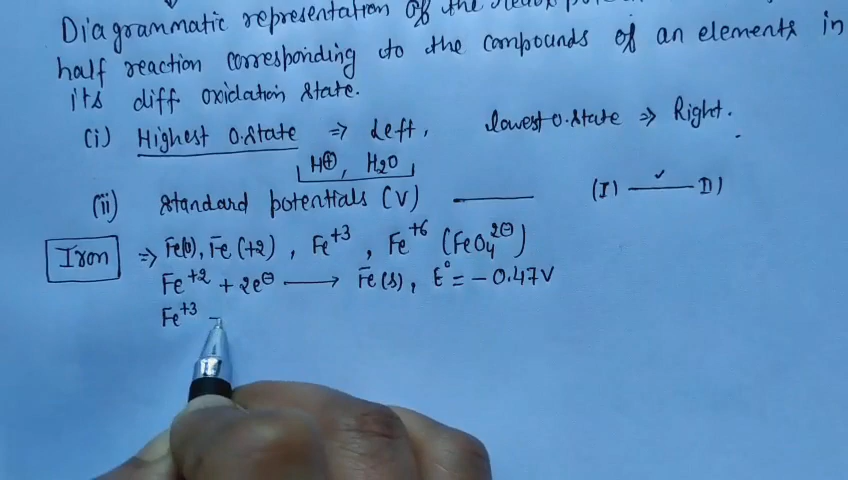 Diagrammatic representation of the redox
half reaction corresponding to the compounds of an elements in
its diff. oxidation state.
(i) Highest O.State ⇒ Left, lowest O.state ⇒ Right.
H⊕, H2O
(ii) Standard potentials (V) ——— (I) —✓— D)
Iron ⇒ Fe(0), Fe (+2), Fe+3, Fe+6 (FeO4 2⊖)
Fe+2 + 2e⊖ ⟶ Fe(s), E° = - 0.47V
Fe+3 -